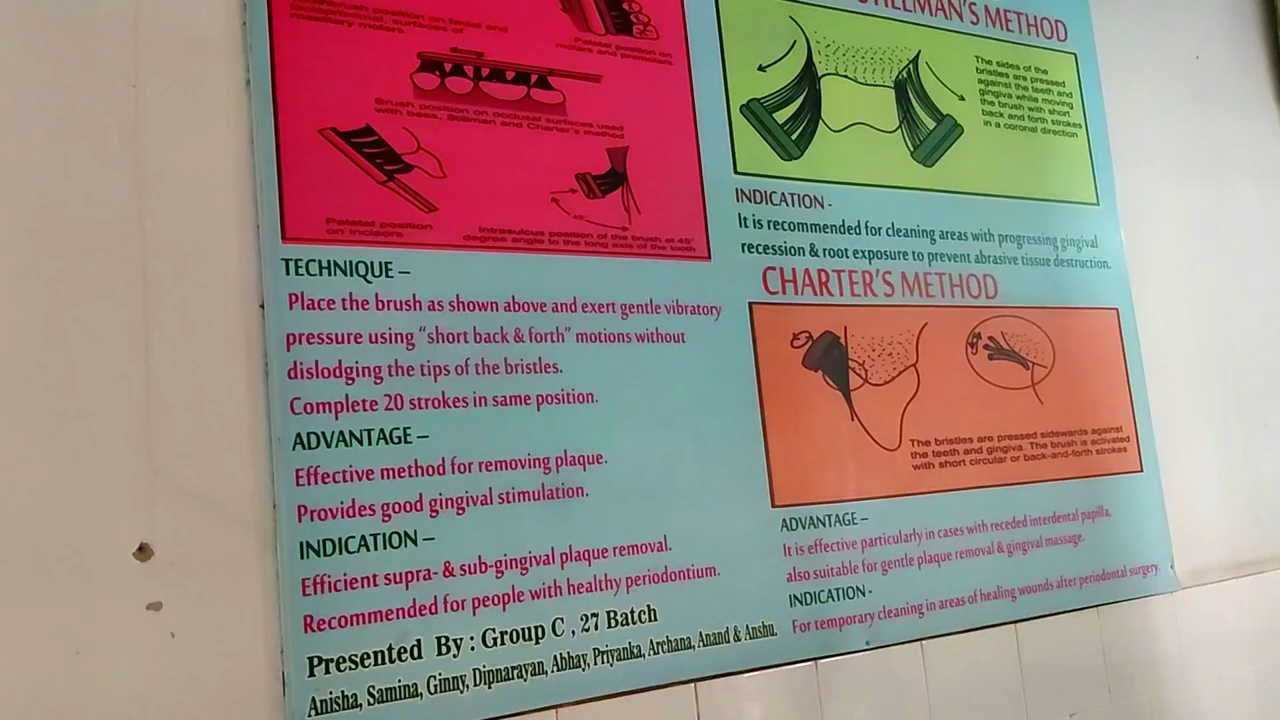 position on facial and
surfaces of
maxillary molars
Palatal position on
molars and premolars
Brush position on occlusal surfaces used
with bass, Stillman and Charter's method
Palatal position
on incisors
45°
Intrasulcus position of the brush at 45°
degree angle to the long axis of the tooth
TECHNIQUE –
Place the brush as shown above and exert gentle vibratory
pressure using “short back & forth” motions without
dislodging the tips of the bristles.
Complete 20 strokes in same position.
ADVANTAGE –
Effective method for removing plaque.
Provides good gingival stimulation.
INDICATION –
Efficient supra- & sub-gingival plaque removal.
Recommended for people with healthy periodontium.
Presented By : Group C , 27 Batch
Anisha, Samina, Ginny, Dipnarayan, Abhay, Priyanka, Archana, Anand & Anshu.
METHOD
The sides of the
bristles are pressed
against the teeth and
gingiva while moving
the brush with short
back and forth strokes
in a coronal direction
INDICATION -
It is recommended for cleaning areas with progressing gingival
recession & root exposure to prevent abrasive tissue destruction.
CHARTER'S METHOD
The bristles are pressed sidewards against
the teeth and gingiva. The brush is activated
with short circular or back-and-forth strokes
ADVANTAGE –
It is effective particularly in cases with receded interdental papilla,
also suitable for gentle plaque removal & gingival massage.
INDICATION -
For temporary cleaning in areas of healing wounds after periodontal surgery.